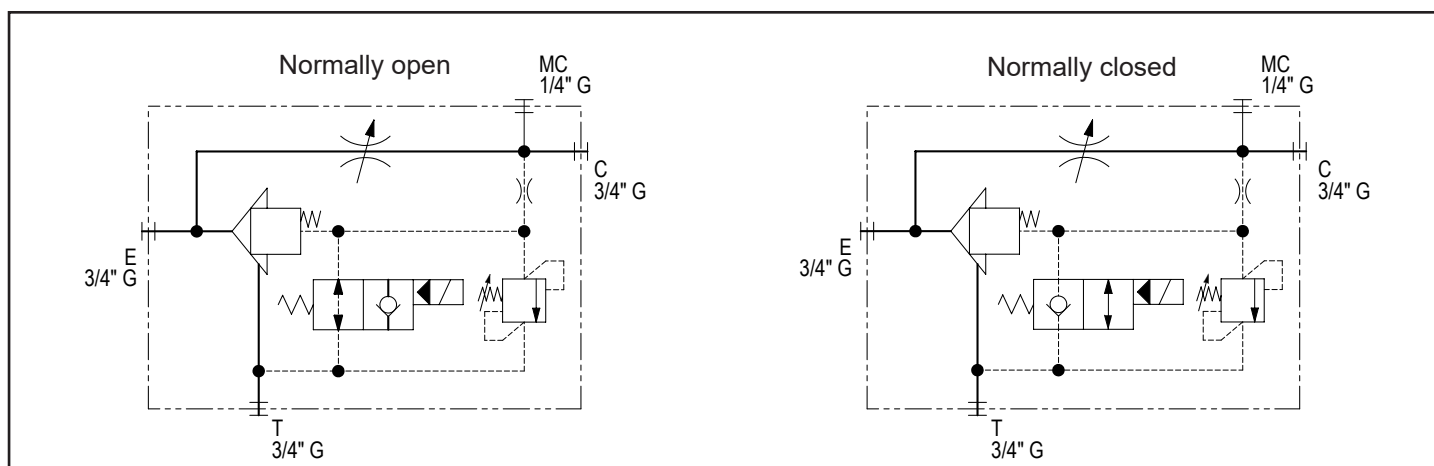 Normally open
MC
1/4" G
C
3/4" G
E
3/4" G
T
3/4" G
Normally closed
MC
1/4" G
C
3/4" G
E
3/4" G
T
3/4" G